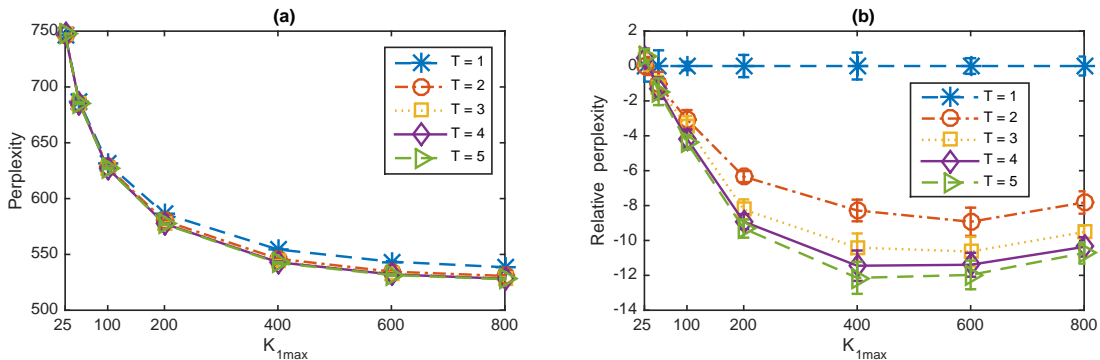 (a)
Perplexity
750
700
650
600
550
500
25
100
200
400
600
800
K1max
T = 1
T = 2
T = 3
T = 4
T = 5
(b)
Relative perplexity
2
0
-2
-4
-6
-8
-10
-12
-14
25
100
200
400
600
800
K1max
T = 1
T = 2
T = 3
T = 4
T = 5